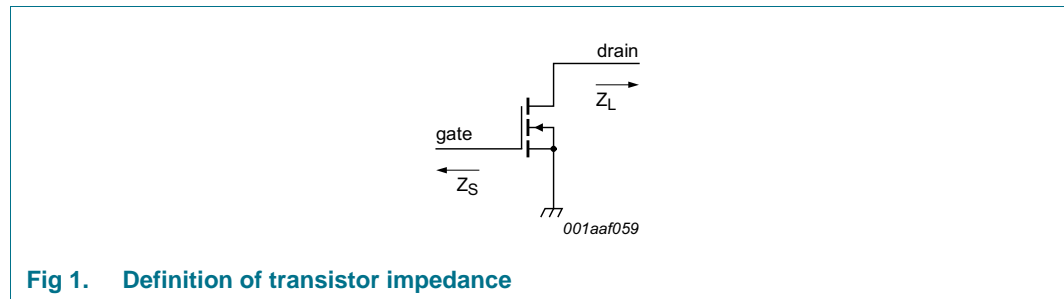 drain
Z_L
gate
Z_S
001aaf059
Fig 1. Definition of transistor impedance